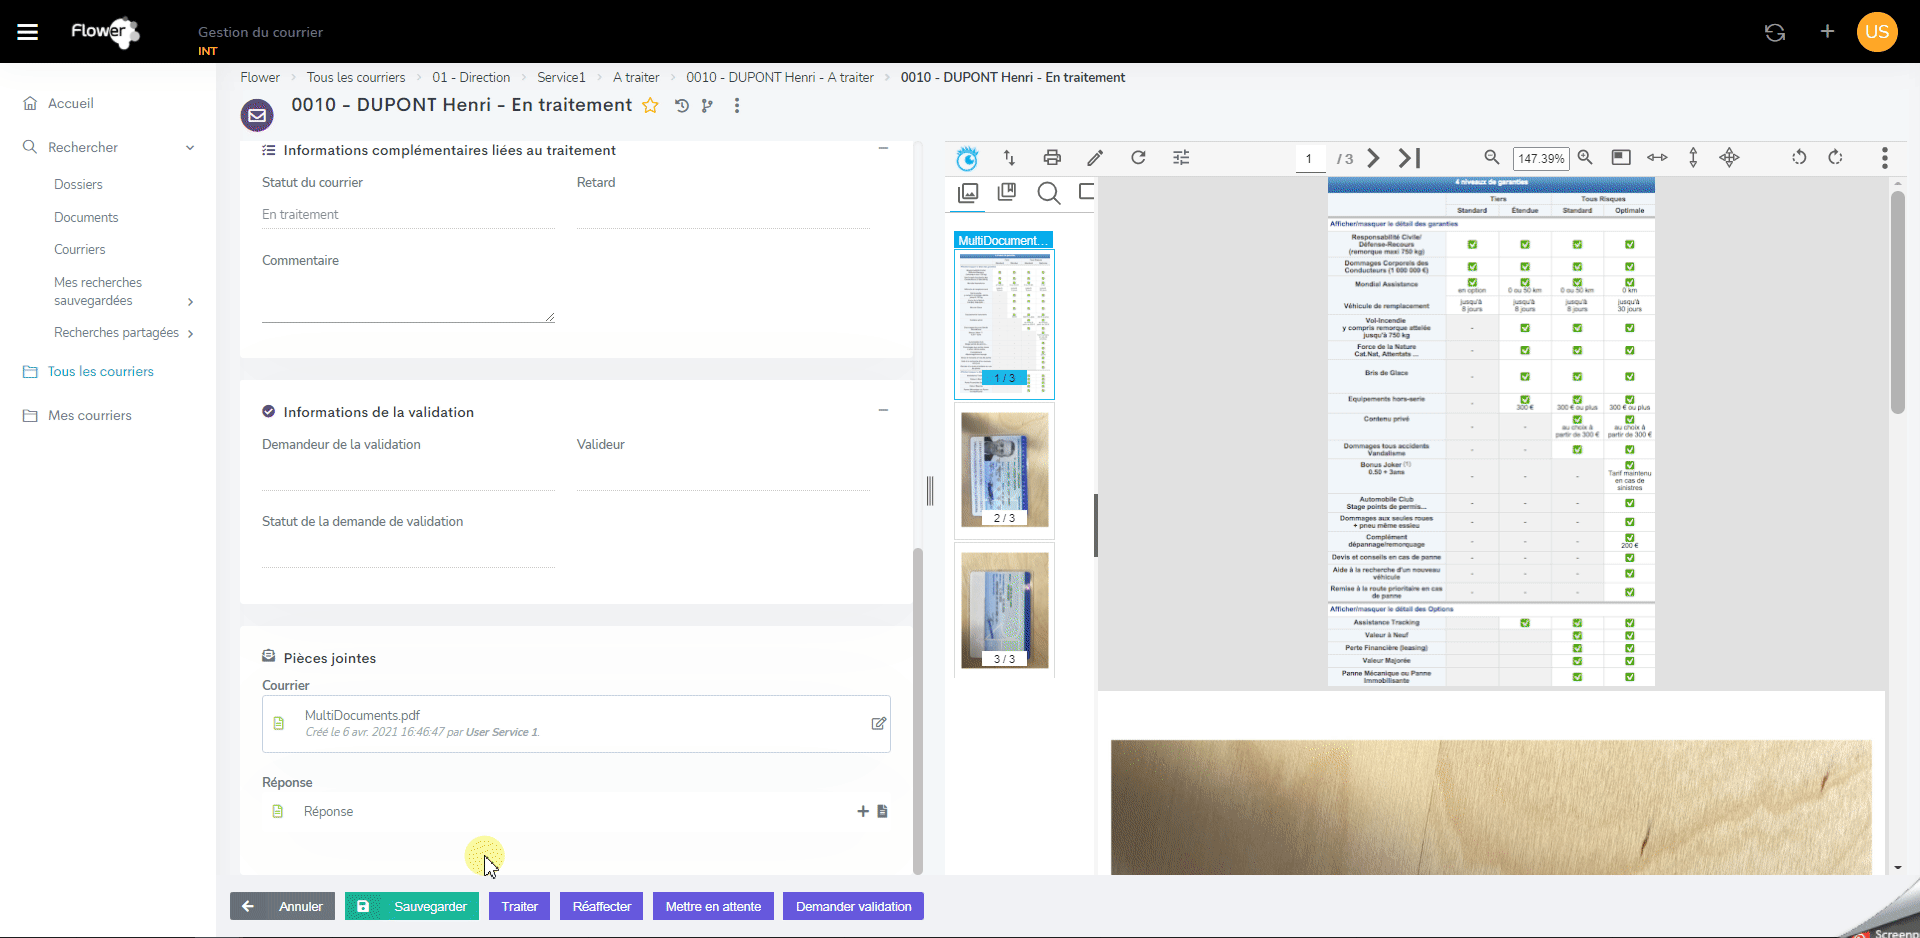 Flower
Gestion du courrier
INT
US
Flower > Tous les courriers > 01 - Direction > Service1 > A traiter > 0010 - DUPONT Henri - A traiter > 0010 - DUPONT Henri - En traitement
0010 - DUPONT Henri - En traitement
Accueil
Rechercher
Dossiers
Documents
Courriers
Mes recherches
sauvegardées
Recherches partagées
Tous les courriers
Mes courriers
Informations complémentaires liées au traitement
Statut du courrier
Retard
En traitement
Commentaire
Informations de la validation
Demandeur de la validation
Valideur
Statut de la demande de validation
Pièces jointes
Courrier
MultiDocuments.pdf
Créé le 6 avr. 2021 16:46:47 par User Service 1.
Réponse
Réponse
Annuler
Sauvegarder
Traiter
Réaffecter
Mettre en attente
Demander validation
1 / 3
147.39%
MultiDocument...
1 / 3
2 / 3
3 / 3
4 niveaux de garanties
Tiers Tous Risques
Standard Étendue Standard Optimale
Afficher/masquer le détail des garanties
Responsabilité Civile/
Défense-Recours
(remorque maxi 750 kg)
Dommages Corporels des
Conducteurs (1 000 000 €)
Mondial Assistance
en option 0 ou 50 km 0 ou 50 km 0 km
Véhicule de remplacement
jusqu'à 8 jours jusqu'à 8 jours jusqu'à 8 jours jusqu'à 30 jours
Vol-Incendie
y compris remorque attelée
jusqu'à 750 kg
-
Force de la Nature
Cat.Nat, Attentats ...
-
Bris de Glace
-
Equipements hors-serie
- 300 € 300 € ou plus 300 € ou plus
Contenu privé
- - au choix à partir de 300 € au choix à partir de 300 €
Dommages tous accidents
Vandalisme
- -
Bonus Joker (1)
0.50 + 3ans
- - - Tarif maintenu en cas de sinistres
Automobile Club
Stage points de permis...
- - -
Dommages aux seules roues
+ pneu même essieu
- - -
Complément
dépannage/remorquage
- - - 200 €
Devis et conseils en cas de panne
- - -
Aide à la recherche d'un nouveau
véhicule
- - -
Remise à la route prioritaire en cas
de panne
- - -
Afficher/masquer le détail des Options
Assistance Tracking
Valeur à Neuf
Perte Financière (leasing)
Valeur Majorée
Panne Mécanique ou Panne
Immobilisante
Screenp